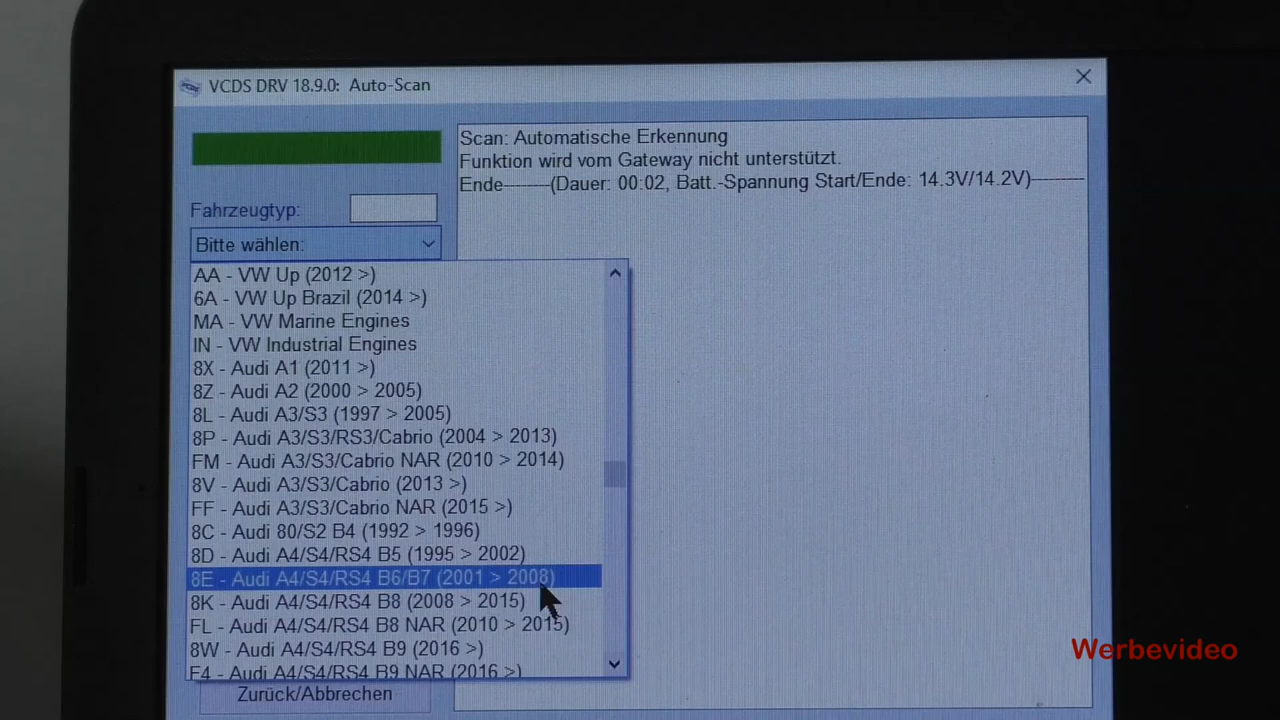 VCDS DRV 18.9.0: Auto-Scan
Scan: Automatische Erkennung
Funktion wird vom Gateway nicht unterstützt.
Ende--------(Dauer: 00:02, Batt.-Spannung Start/Ende: 14.3V/14.2V)---------
Fahrzeugtyp:
Bitte wählen:
AA - VW Up (2012 >)
6A - VW Up Brazil (2014 >)
MA - VW Marine Engines
IN - VW Industrial Engines
8X - Audi A1 (2011 >)
8Z - Audi A2 (2000 > 2005)
8L - Audi A3/S3 (1997 > 2005)
8P - Audi A3/S3/RS3/Cabrio (2004 > 2013)
FM - Audi A3/S3/Cabrio NAR (2010 > 2014)
8V - Audi A3/S3/Cabrio (2013 >)
FF - Audi A3/S3/Cabrio NAR (2015 >)
8C - Audi 80/S2 B4 (1992 > 1996)
8D - Audi A4/S4/RS4 B5 (1995 > 2002)
8E - Audi A4/S4/RS4 B6/B7 (2001 > 2008)
8K - Audi A4/S4/RS4 B8 (2008 > 2015)
FL - Audi A4/S4/RS4 B8 NAR (2010 > 2015)
8W - Audi A4/S4/RS4 B9 (2016 >)
F4 - Audi A4/S4/RS4 B9 NAR (2016 >)
Zurück/Abbrechen
Werbevideo